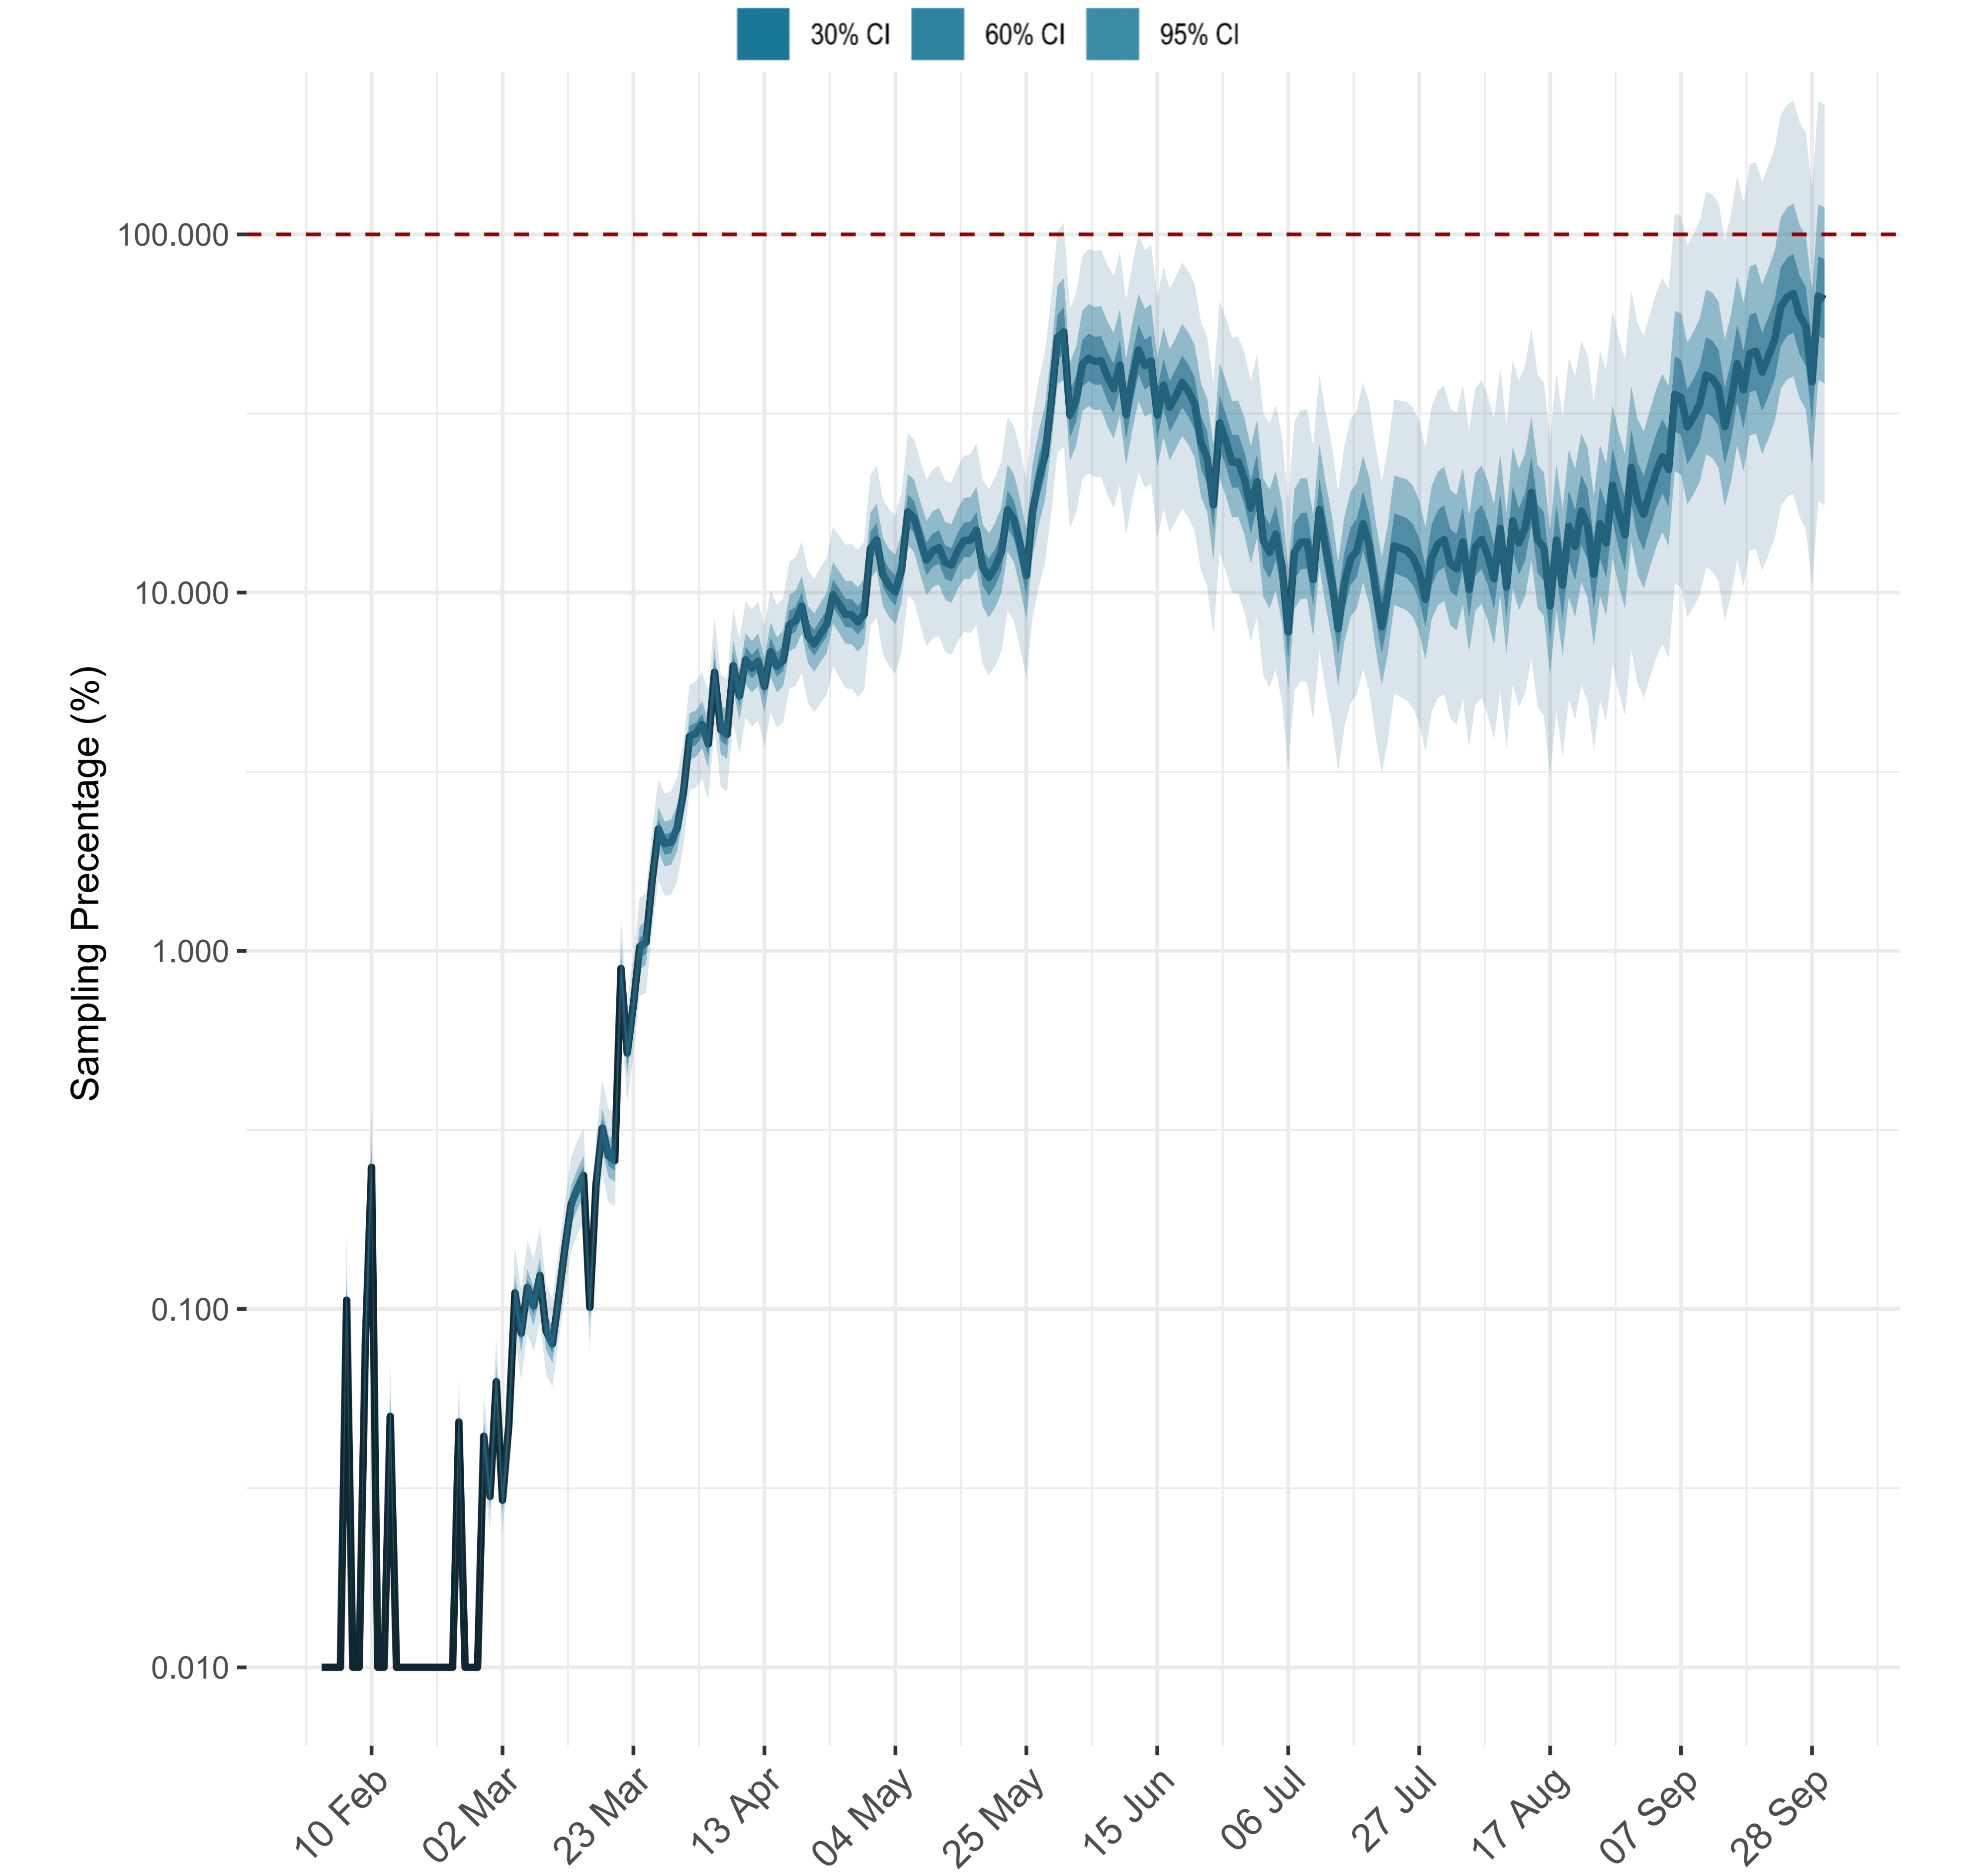 30% CI 60% CI 95% CI
Sampling Precentage (%)
100.000
10.000
1.000
0.100
0.010
10 Feb 02 Mar 23 Mar 13 Apr 04 May 25 May 15 Jun 06 Jul 27 Jul 17 Aug 07 Sep 28 Sep